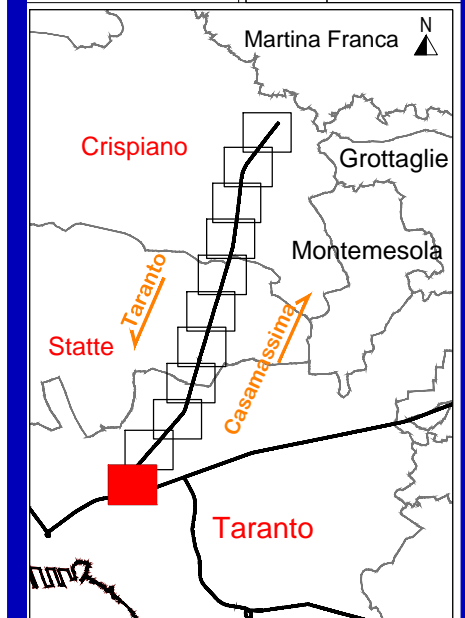 N
Martina Franca
Crispiano
Grottaglie
Montemesola
Taranto
Casamassima
Statte
Taranto